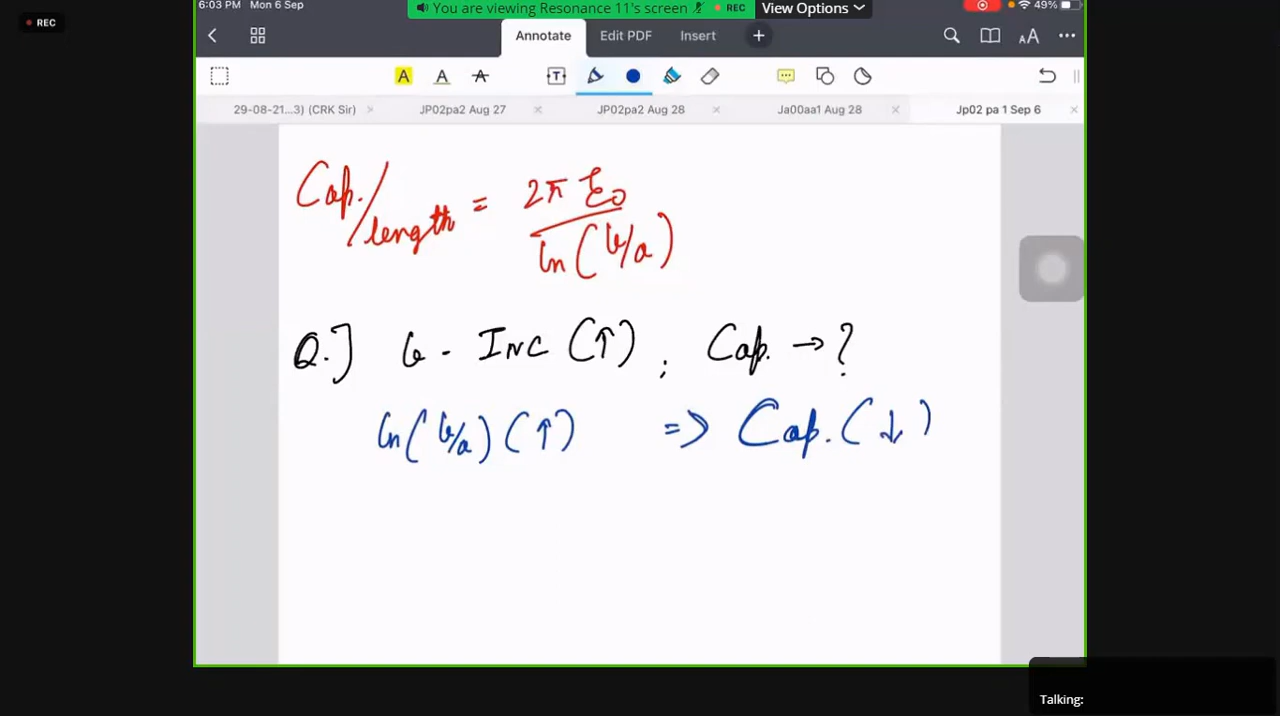 REC
6:03 PM Mon 6 Sep
You are viewing Resonance 11's screen REC
View Options
49%
Annotate Edit PDF Insert +
AA
A A A T
29-08-21...3) (CRK Sir) JP02pa2 Aug 27 × JP02pa2 Aug 28 × Ja00aa1 Aug 28 × Jp02 pa 1 Sep 6 ×
Cap./length = 2π ε0
ln(b/a)
Q.] b - INC (↑) ; Cap. → ?
ln(b/a) (↑) => Cap. (↓)
Talking: